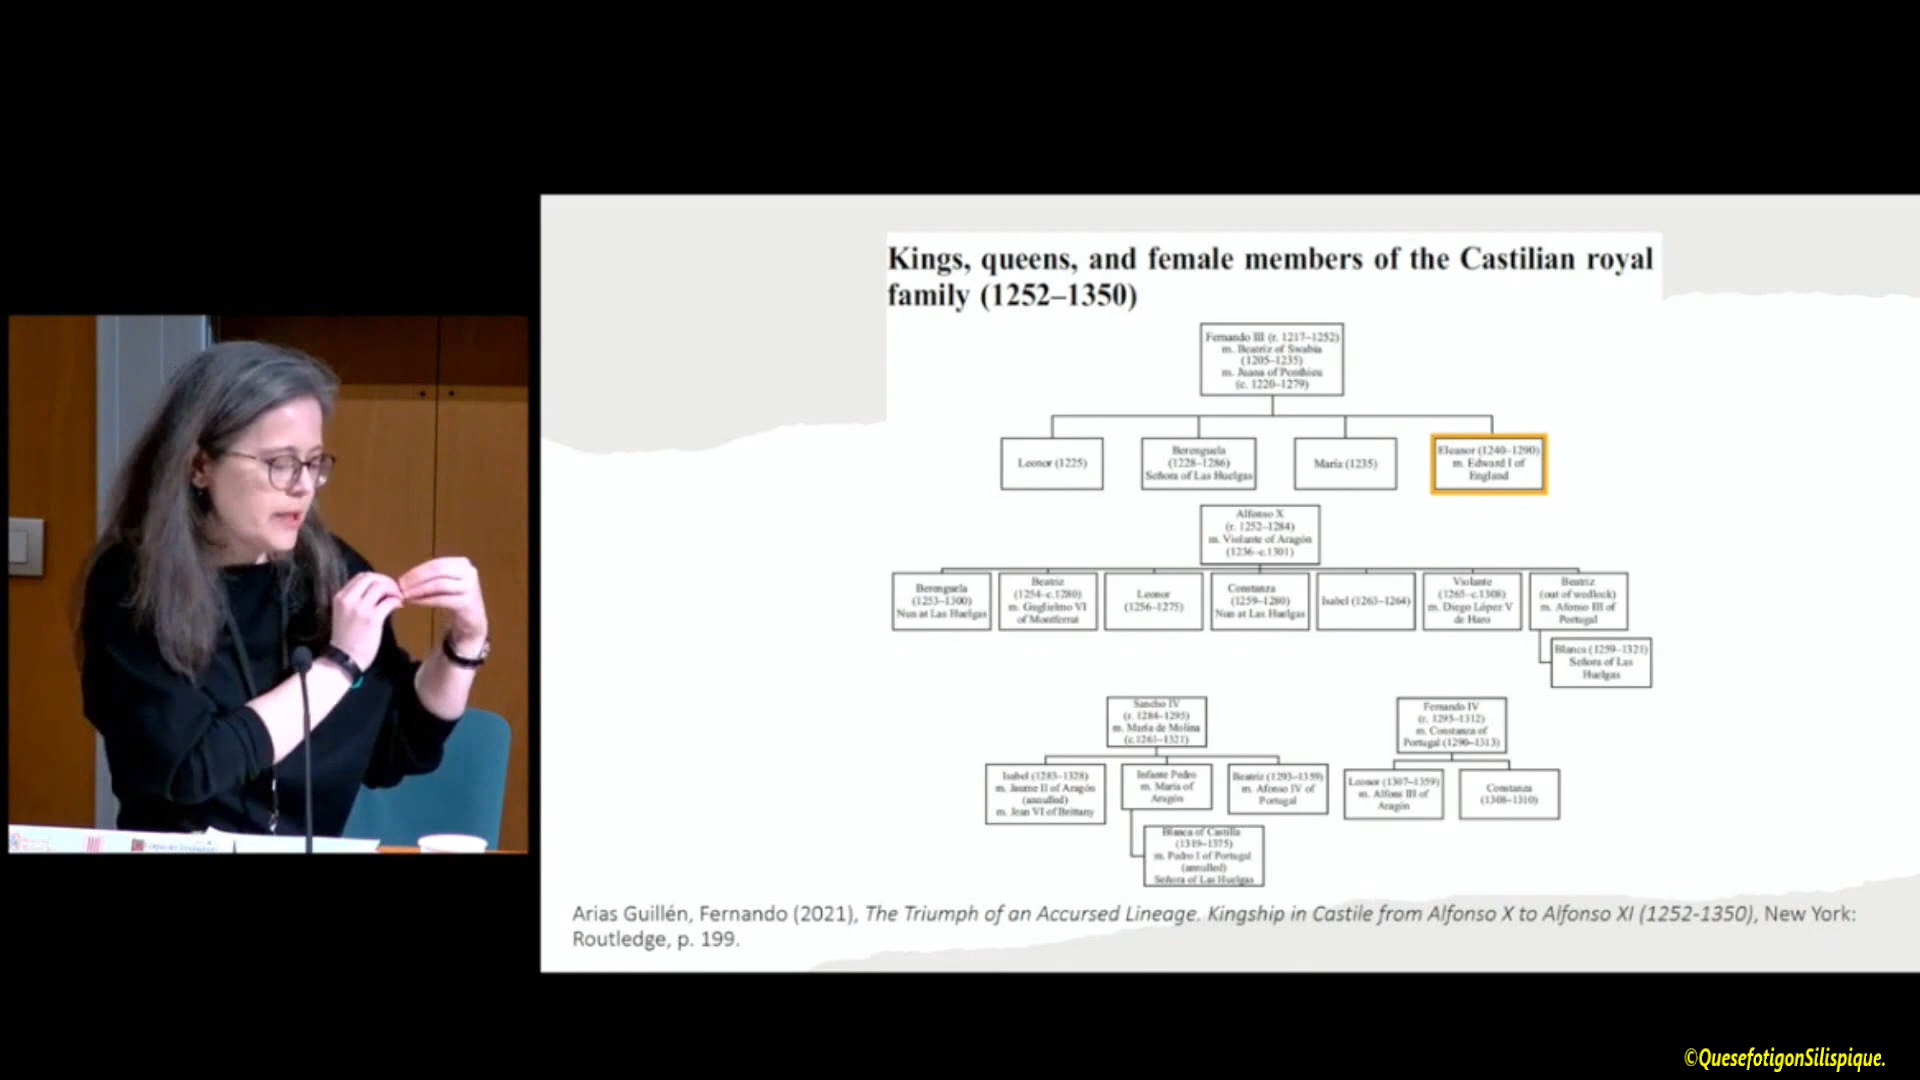 Kings, queens, and female members of the Castilian royal
family (1252–1350)
Fernando III (r. 1217–1252)
m. Beatriz of Swabia
(1205–1235)
m. Juana of Ponthieu
(c. 1220–1279)
Leonor (1225)
Berenguela
(1228–1286)
Señora of Las Huelgas
María (1235)
Eleanor (1240–1290)
m. Edward I of
England
Alfonso X
(r. 1252–1284)
m. Violante of Aragón
(1236–c.1301)
Berenguela
(1253–1300)
Nun at Las Huelgas
Beatriz
(1254–c.1280)
m. Guglielmo VI
of Montferrat
Leonor
(1256–1275)
Constanza
(1259–1280)
Nun at Las Huelgas
Isabel (1263–1264)
Violante
(1265–c.1308)
m. Diego López V
de Haro
Beatriz
(out of wedlock)
m. Afonso III of
Portugal
Blanca (1259–1321)
Señora of Las
Huelgas
Sancho IV
(r. 1284–1295)
m. María de Molina
(c.1261–1321)
Isabel (1283–1328)
m. Jaume II of Aragón
(annulled)
m. Jean VI of Brittany
Infante Pedro
m. María of
Aragón
Beatriz (1293–1359)
m. Afonso IV of
Portugal
Blanca of Castilla
(1319–1375)
m. Pedro I of Portugal
(annulled)
Señora of Las Huelgas
Fernando IV
(r. 1295–1312)
m. Constanza of
Portugal (1290–1313)
Leonor (1307–1359)
m. Alfons III of
Aragón
Constanza
(1308–1310)
Arias Guillén, Fernando (2021), The Triumph of an Accursed Lineage. Kingship in Castile from Alfonso X to Alfonso XI (1252-1350), New York:
Routledge, p. 199.
©QuesefotigonSilispique.